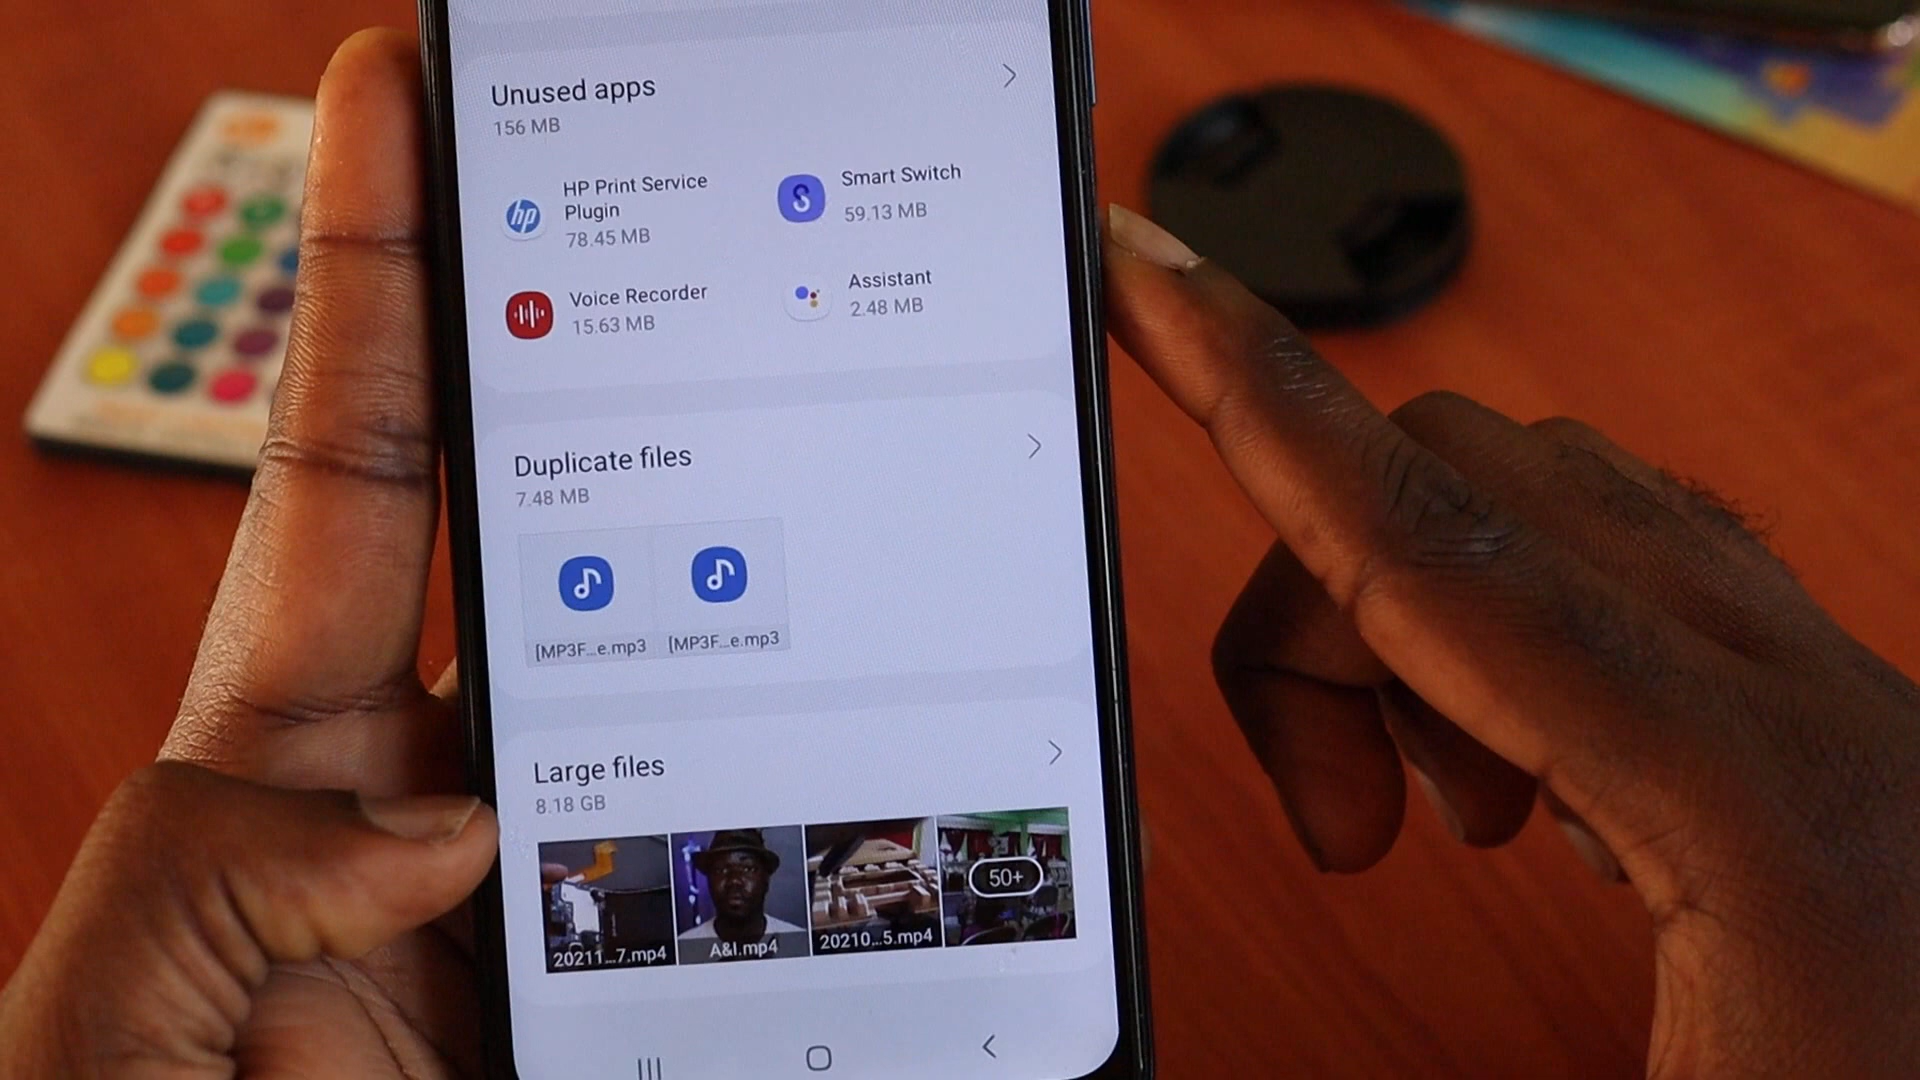 Unused apps
156 MB
hp
HP Print Service
Plugin
78.45 MB
Smart Switch
59.13 MB
Voice Recorder
15.63 MB
Assistant
2.48 MB
Duplicate files
7.48 MB
[MP3F...e.mp3
[MP3F...e.mp3
Large files
8.18 GB
20211...7.mp4
A&I.mp4
20210...5.mp4
50+